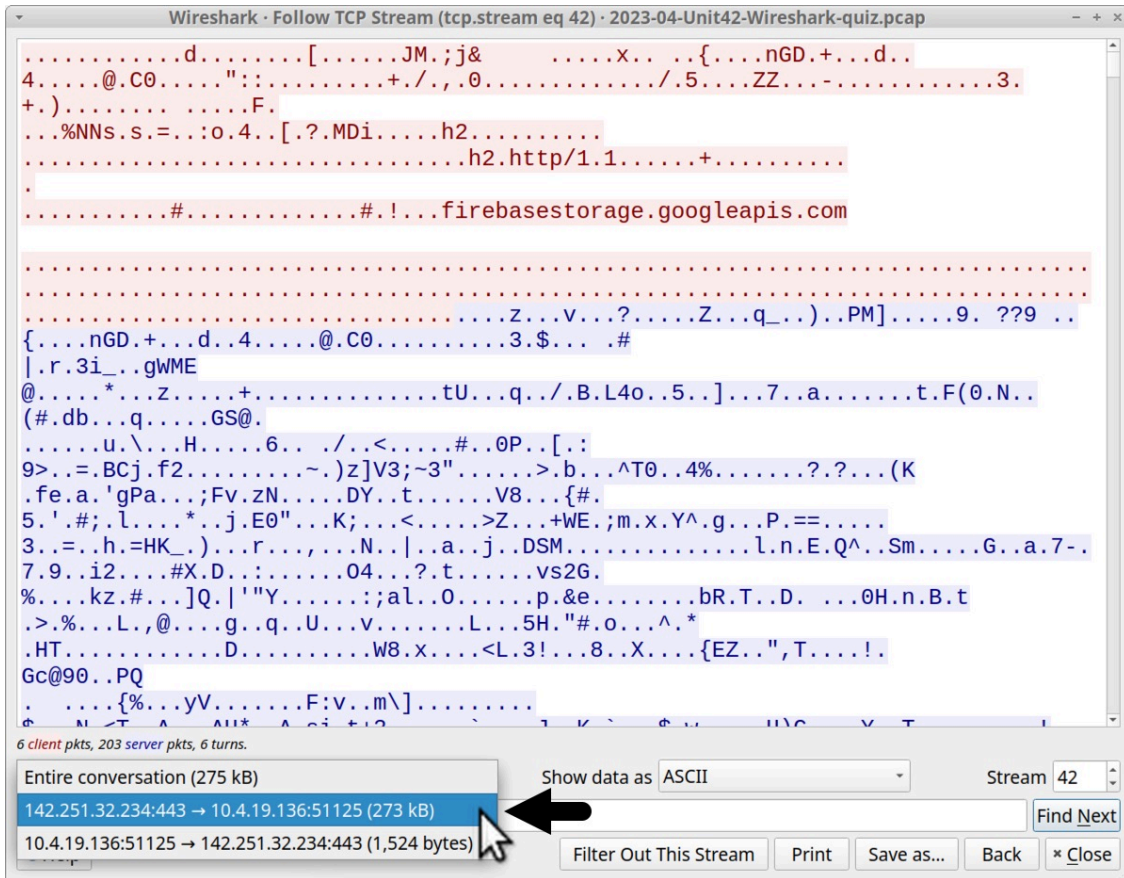 Wireshark · Follow TCP Stream (tcp.stream eq 42) · 2023-04-Unit42-Wireshark-quiz.pcap
............d........[......JM.;j&     .....x.. ..{....nGD.+...d..
4.....@.C0....."::.........+./.,.0............./.5....ZZ...-............3.
+.)........ .....F.
...%NNs.s.=..:o.4..[.?.MDi.....h2..........
.................................h2.http/1.1......+..........
.
...........#.............#.!...firebasestorage.googleapis.com
...............................................................................
...............................................................................
....................................z...v...?.....Z...q_..)..PM].....9. ??9 ..
{....nGD.+...d..4.....@.C0..........3.$... .#
|.r.3i_..gWME
@.....*...z.....+..............tU...q../.B.L4o..5..]...7..a........t.F(0.N..
(#.db...q.....GS@.
......u.\...H.....6.. ./..<.....#..0P..[.:
9>..=.BCj.f2.........~.)z]V3;~3"......>.b...^T0..4%.......?.?...(K
.fe.a.'gPa...;Fv.zN.....DY..t......V8...{#.
5.'.#;.l....*..j.E0"...K;...<.....>Z...+WE.;m.x.Y^.g...P.==.....
3..=..h.=HK_.)...r...,...N..|..a..j..DSM..............l.n.E.Q^..Sm.....G..a.7-.
7.9..i2....#X.D..:......O4...?.t......vs2G.
%....kz.#...]Q.|'"Y......:;al..O......p.&e........bR.T..D. ...0H.n.B.t
.>.%...L.,@....g..q..U...v.......L...5H."#.o...^.*
.HT............D..........W8.x....<L.3!...8..X....{EZ..",T....!.
Gc@90..PQ
.  ....{%...yV.......F:v..m\].........
6 client pkts, 203 server pkts, 6 turns.
Entire conversation (275 kB) Show data as ASCII Stream 42
142.251.32.234:443 → 10.4.19.136:51125 (273 kB) Find Next
10.4.19.136:51125 → 142.251.32.234:443 (1,524 bytes)
Filter Out This Stream Print Save as... Back × Close